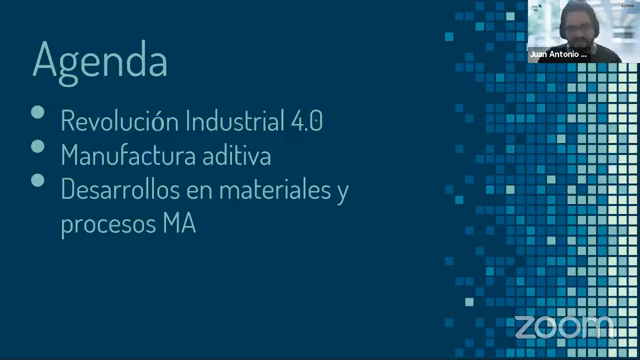 Agenda
Juan Antonio ...
• Revolución Industrial 4.0
• Manufactura aditiva
• Desarrollos en materiales y
procesos MA
zoom